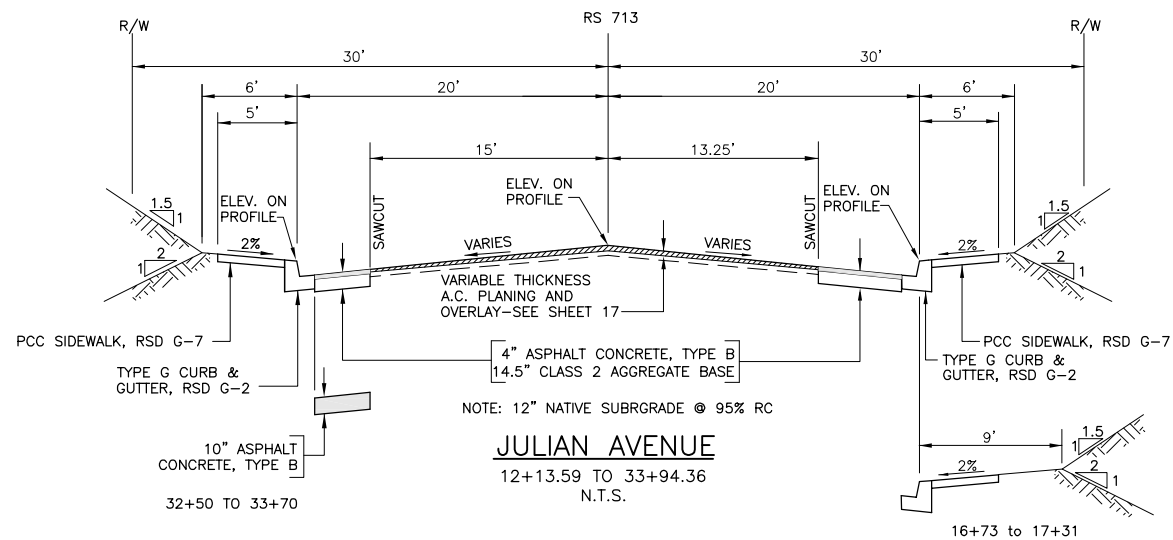 RS 713
R/W
R/W
30'
30'
6'
20'
20'
6'
5'
5'
15'
13.25'
ELEV. ON
PROFILE
SAWCUT
ELEV. ON
PROFILE
SAWCUT
ELEV. ON
PROFILE
1.5
1
2
1
2%
VARIES
VARIES
2%
1.5
1
2
1
VARIABLE THICKNESS
A.C. PLANING AND
OVERLAY-SEE SHEET 17
PCC SIDEWALK, RSD G-7
PCC SIDEWALK, RSD G-7
TYPE G CURB &
GUTTER, RSD G-2
4" ASPHALT CONCRETE, TYPE B
14.5" CLASS 2 AGGREGATE BASE
TYPE G CURB &
GUTTER, RSD G-2
NOTE: 12" NATIVE SUBRGRADE @ 95% RC
10" ASPHALT
CONCRETE, TYPE B
32+50 TO 33+70
JULIAN AVENUE
12+13.59 TO 33+94.36
N.T.S.
9'
2%
1.5
1
2
1
16+73 to 17+31